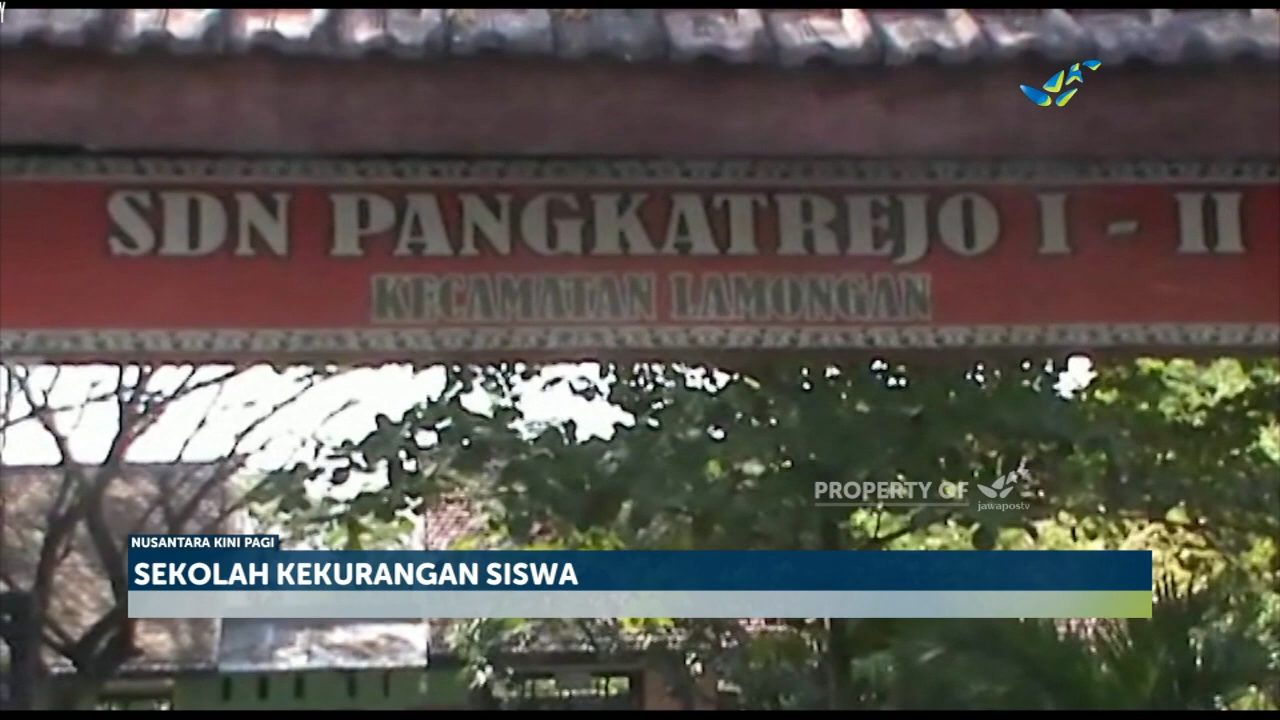 SDN PANGKATREJO I - II
KECAMATAN LAMONGAN
PROPERTY OF jawapostv
NUSANTARA KINI PAGI
SEKOLAH KEKURANGAN SISWA